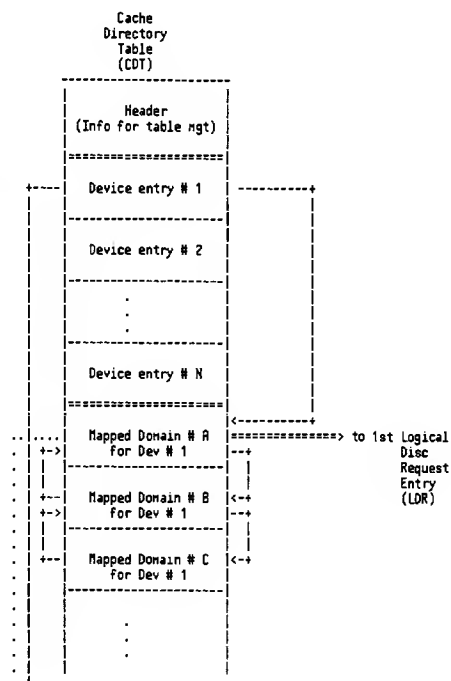 Cache
Directory
Table
(CDT)
Header
(Info for table mgt)
Device entry # 1
Device entry # 2
Device entry # N
Mapped Domain # A
for Dev # 1
to 1st Logical
Disc
Request
Entry
(LDR)
Mapped Domain # B
for Dev # 1
Mapped Domain # C
for Dev # 1